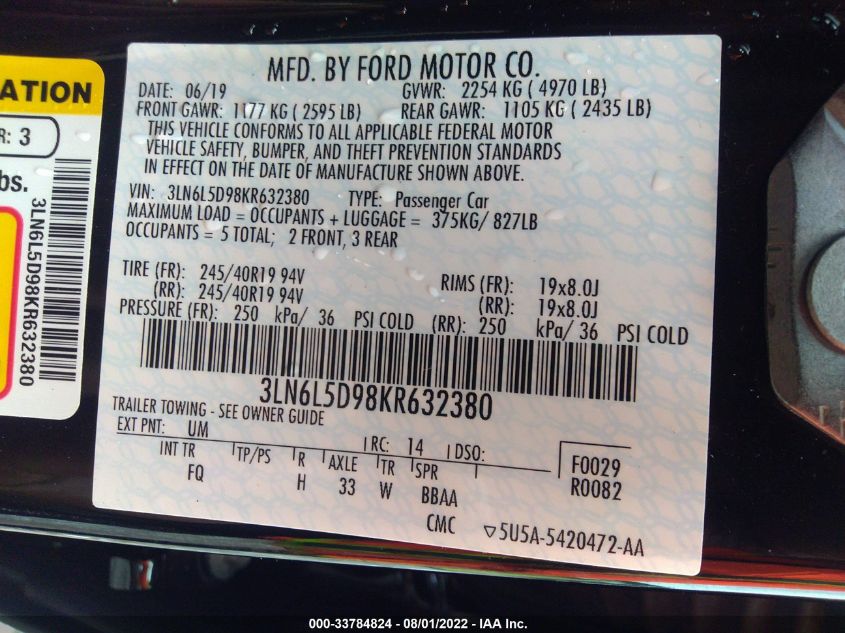 ATION
R: 3
bs.
3LN6L5D98KR632380
MFD. BY FORD MOTOR CO.
DATE: 06/19 GVWR: 2254 KG ( 4970 LB)
FRONT GAWR: 1177 KG ( 2595 LB) REAR GAWR: 1105 KG ( 2435 LB)
THIS VEHICLE CONFORMS TO ALL APPLICABLE FEDERAL MOTOR
VEHICLE SAFETY, BUMPER, AND THEFT PREVENTION STANDARDS
IN EFFECT ON THE DATE OF MANUFACTURE SHOWN ABOVE.
VIN: 3LN6L5D98KR632380 TYPE: Passenger Car
MAXIMUM LOAD = OCCUPANTS + LUGGAGE = 375KG/ 827LB
OCCUPANTS = 5 TOTAL; 2 FRONT, 3 REAR
TIRE (FR): 245/40R19 94V RIMS (FR): 19x8.0J
(RR): 245/40R19 94V (RR): 19x8.0J
PRESSURE (FR): 250 kPa/ 36 PSI COLD (RR): 250 kPa/ 36 PSI COLD
3LN6L5D98KR632380
TRAILER TOWING - SEE OWNER GUIDE
EXT PNT: UM RC: 14 DSO:
INT TR TP/PS R AXLE TR SPR F0029
FQ H 33 W BBAA R0082
CMC ▽5U5A-5420472-AA
000-33784824 - 08/01/2022 - IAA Inc.